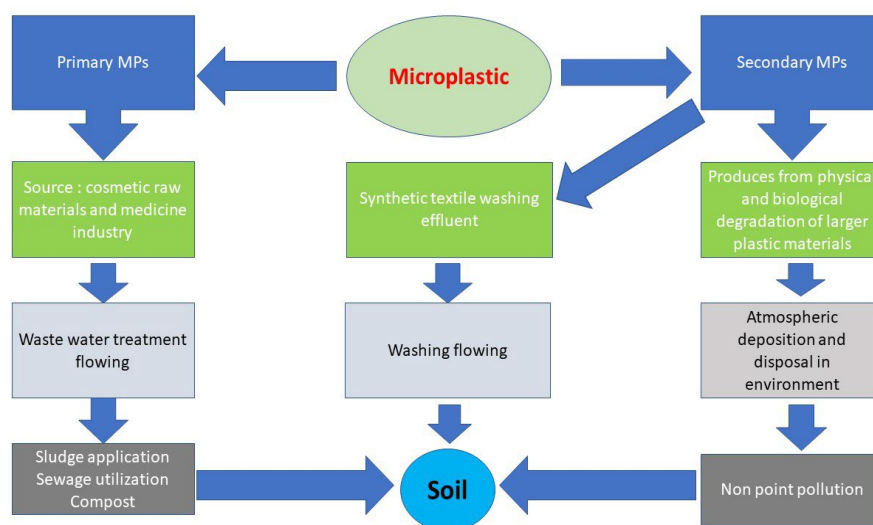 Primary MPs
Microplastic
Secondary MPs
Source : cosmetic raw
materials and medicine
industry
Synthetic textile washing
effluent
Produces from physical
and biological
degradation of larger
plastic materials
Waste water treatment
flowing
Washing flowing
Atmospheric
deposition and
disposal in
environment
Sludge application
Sewage utilization
Compost
Soil
Non point pollution